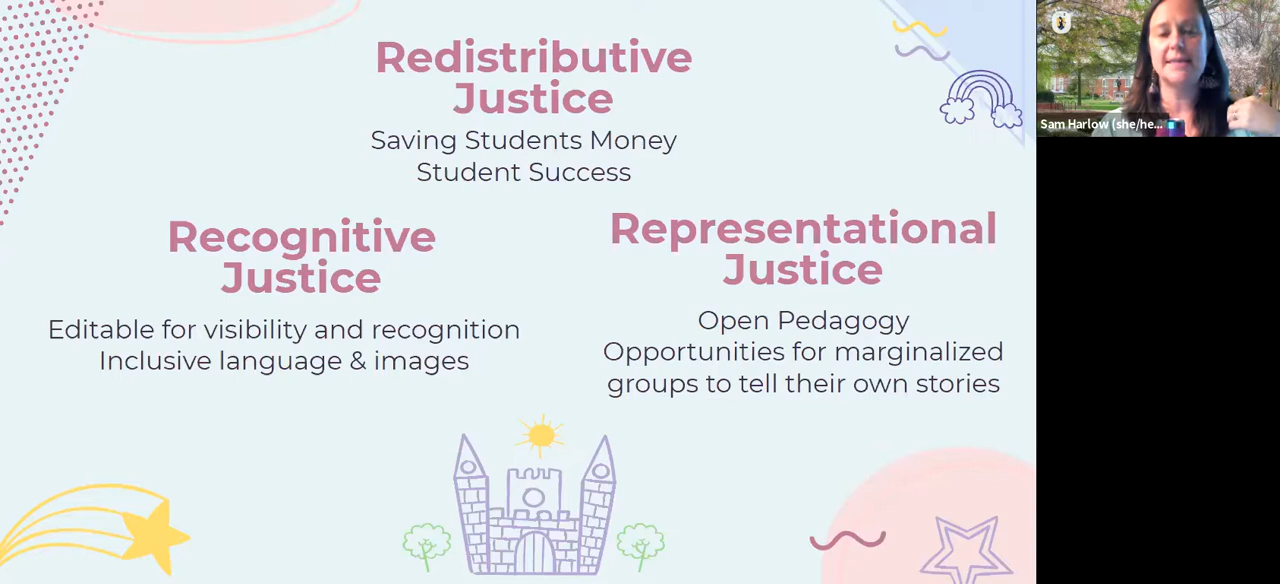 Redistributive
Justice
Saving Students Money
Student Success
Recognitive
Justice
Editable for visibility and recognition
Inclusive language & images
Representational
Justice
Open Pedagogy
Opportunities for marginalized
groups to tell their own stories
Sam Harlow (she/he...